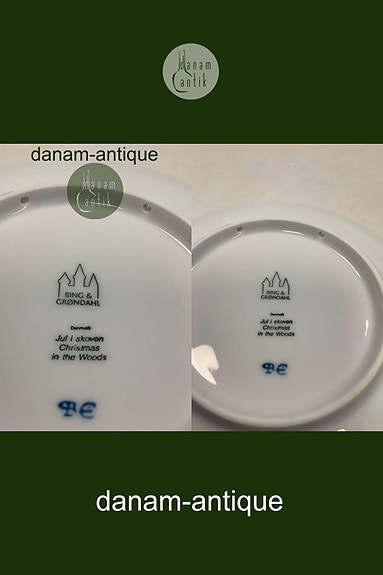 danam
antik
danam-antique
danam
antik
BING &
GRØNDAHL
Denmark
Jul i skoven
Christmas
in the Woods
BING &
GRØNDAHL
Denmark
Jul i skoven
Christmas
in the Woods
danam-antique